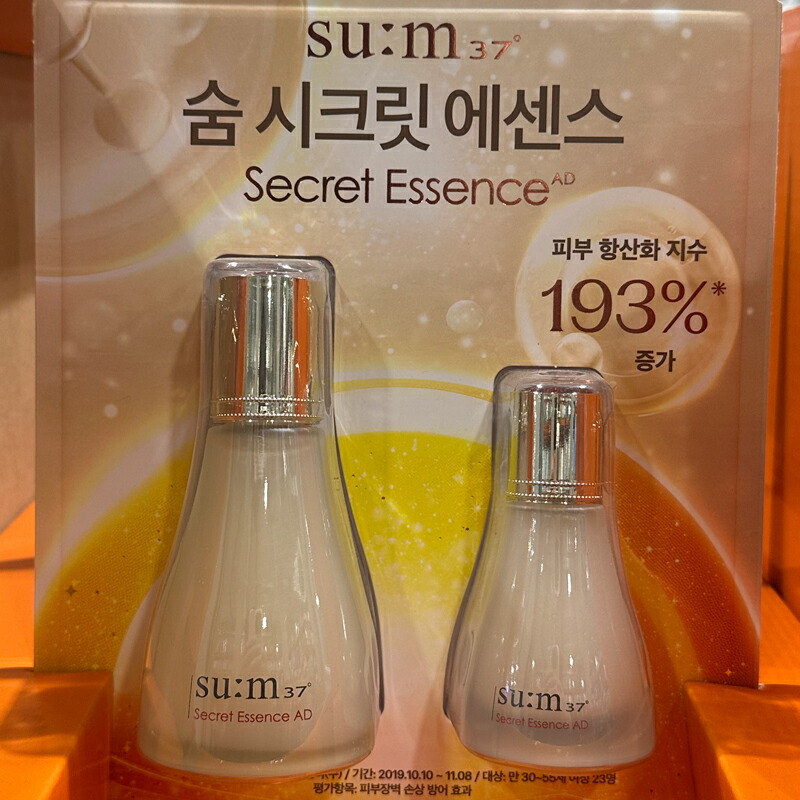 su:m 37°
숨 시크릿 에센스
Secret Essence AD
피부 항산화 지수
193%*
증가
su:m 37°
Secret Essence AD
su:m 37°
Secret Essence AD
/ 기간: 2019.10.10 ~ 11.08 / 대상: 만 30~55세 여성 23명
평가항목: 피부장벽 손상 방어 효과